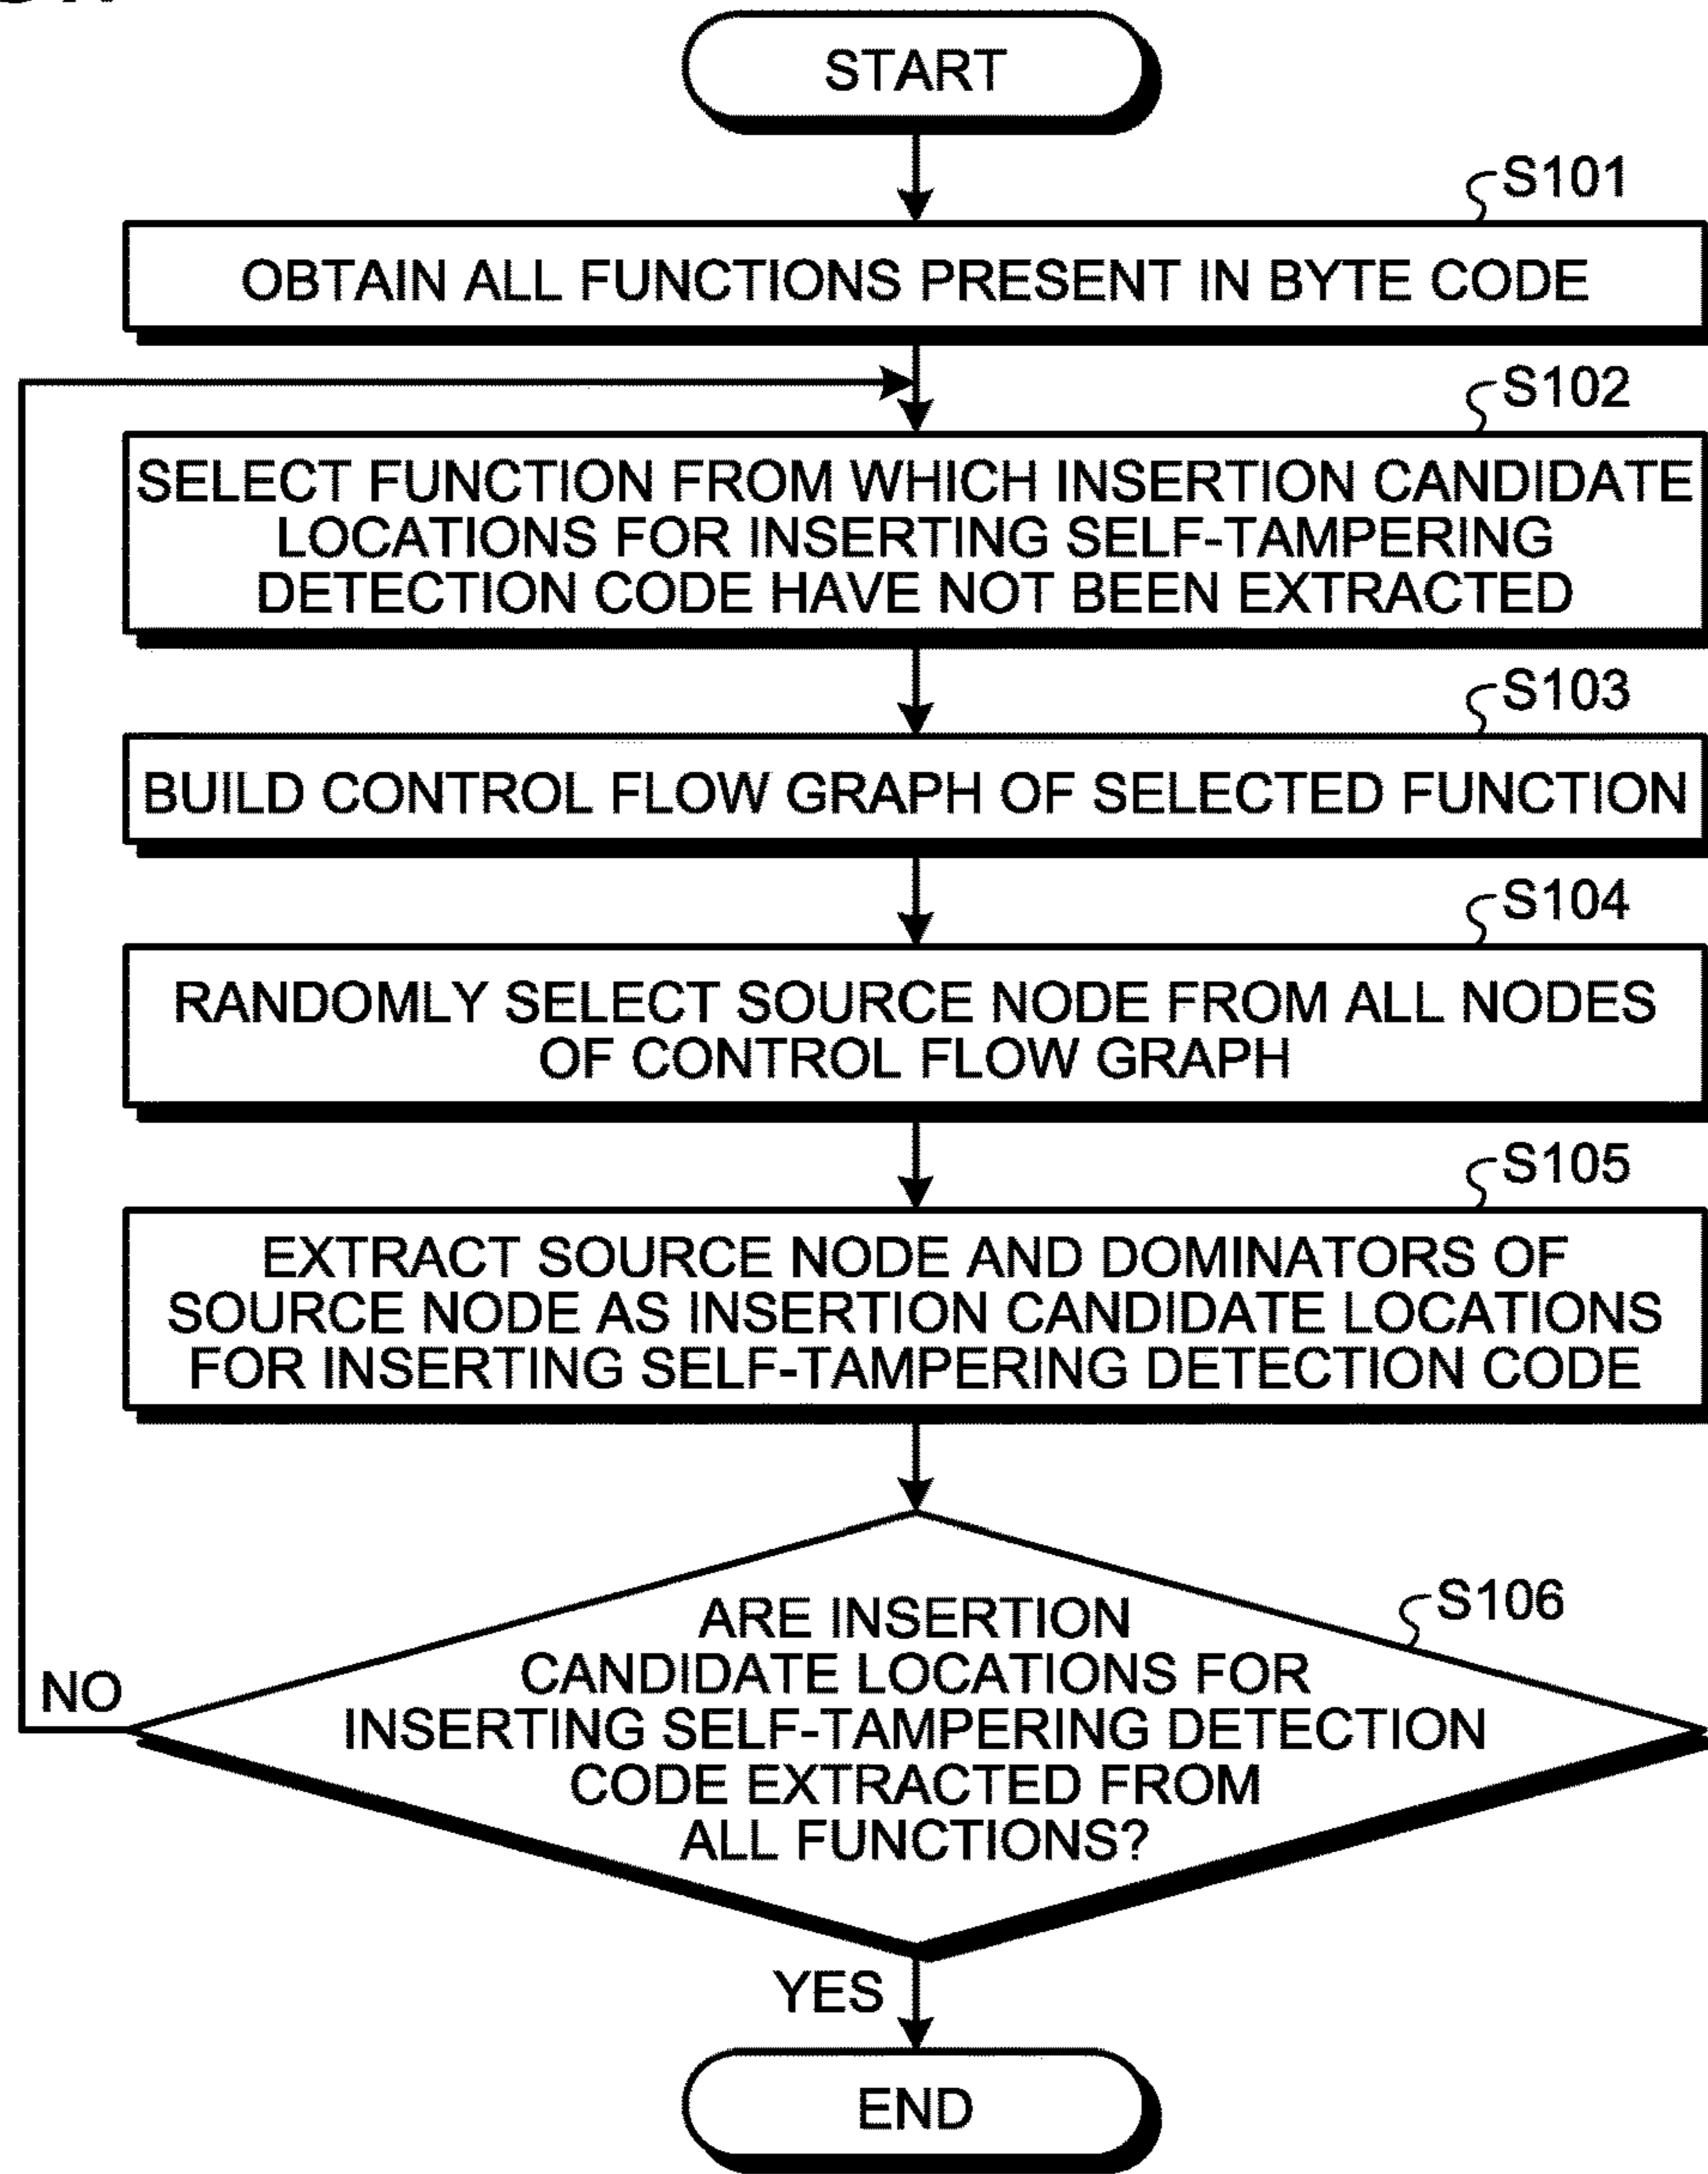 START
S101
OBTAIN ALL FUNCTIONS PRESENT IN BYTE CODE
S102
SELECT FUNCTION FROM WHICH INSERTION CANDIDATE
LOCATIONS FOR INSERTING SELF-TAMPERING
DETECTION CODE HAVE NOT BEEN EXTRACTED
S103
BUILD CONTROL FLOW GRAPH OF SELECTED FUNCTION
S104
RANDOMLY SELECT SOURCE NODE FROM ALL NODES
OF CONTROL FLOW GRAPH
S105
EXTRACT SOURCE NODE AND DOMINATORS OF
SOURCE NODE AS INSERTION CANDIDATE LOCATIONS
FOR INSERTING SELF-TAMPERING DETECTION CODE
S106
ARE INSERTION
CANDIDATE LOCATIONS FOR
INSERTING SELF-TAMPERING DETECTION
CODE EXTRACTED FROM
ALL FUNCTIONS?
NO
YES
END